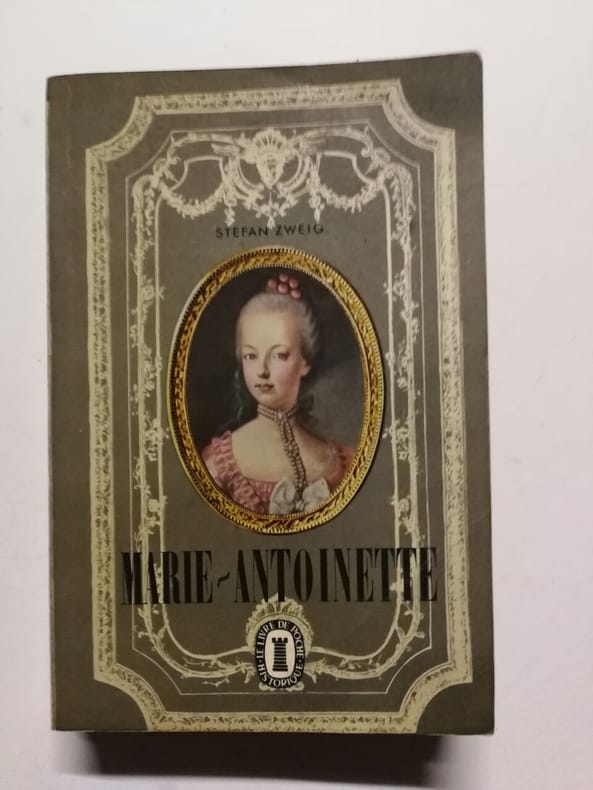 STEFAN ZWEIG
MARIE-ANTOINETTE
LE LIVRE DE POCHE
HISTORIQUE